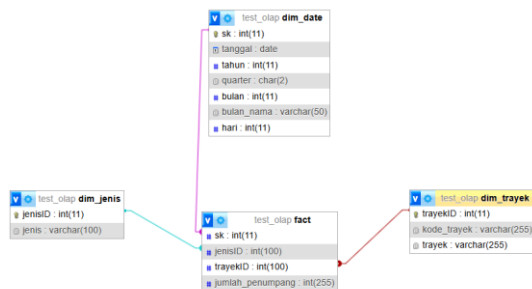 test_olap dim_date
sk : int(11)
tanggal : date
tahun : int(11)
quarter : char(2)
bulan : int(11)
bulan_nama : varchar(50)
hari : int(11)
test_olap dim_jenis
jenisID : int(11)
jenis : varchar(100)
test_olap fact
sk : int(11)
jenisID : int(100)
trayekID : int(100)
jumlah_penumpang : int(255)
test_olap dim_trayek
trayekID : int(11)
kode_trayek : varchar(255)
trayek : varchar(255)